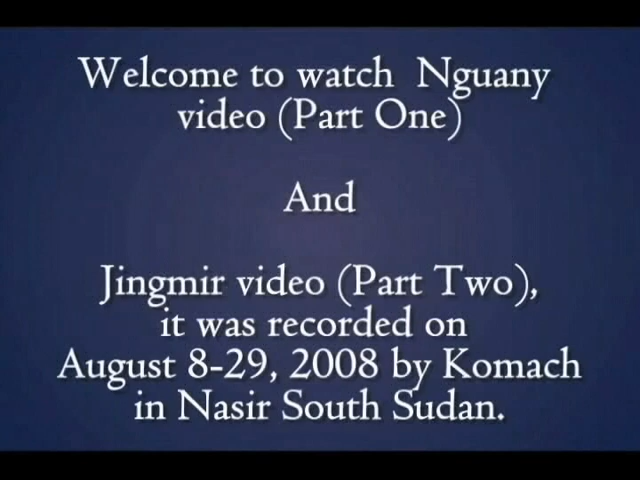 Welcome to watch Nguany
video (Part One)
And
Jingmir video (Part Two),
it was recorded on
August 8-29, 2008 by Komach
in Nasir South Sudan.